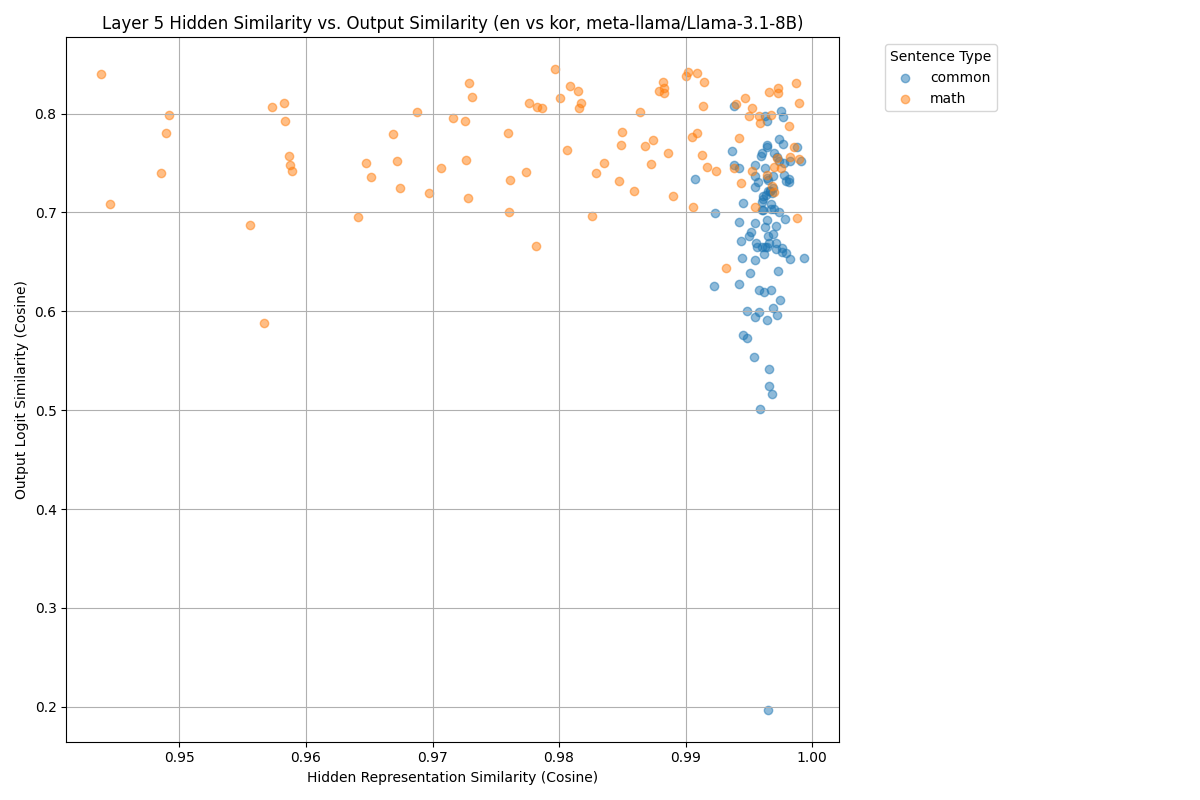 Layer 5 Hidden Similarity vs. Output Similarity (en vs kor, meta-llama/Llama-3.1-8B)
Sentence Type
common
math
Output Logit Similarity (Cosine)
0.8
0.7
0.6
0.5
0.4
0.3
0.2
0.95 0.96 0.97 0.98 0.99 1.00
Hidden Representation Similarity (Cosine)